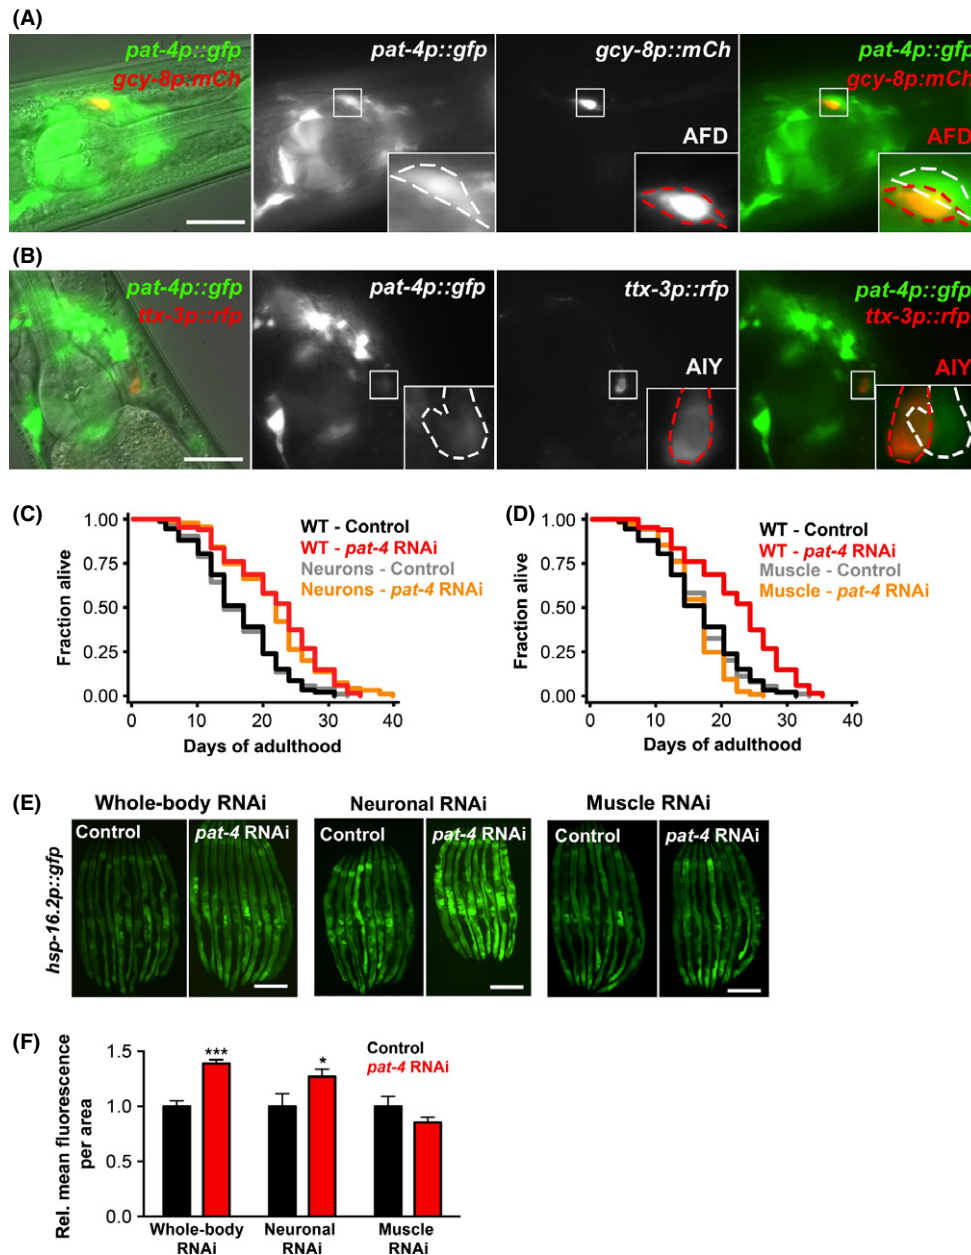 (A)
pat-4p::gfp
gcy-8p:mCh
pat-4p::gfp
gcy-8p::mCh
AFD
pat-4p::gfp
gcy-8p:mCh
AFD
(B)
pat-4p::gfp
ttx-3p::rfp
pat-4p::gfp
ttx-3p::rfp
AIY
pat-4p::gfp
ttx-3p::rfp
AIY
(C)
1.00
0.75
0.50
0.25
0.00
Fraction alive
0
10
20
30
40
Days of adulthood
WT - Control
WT - pat-4 RNAi
Neurons - Control
Neurons - pat-4 RNAi
(D)
1.00
0.75
0.50
0.25
0.00
Fraction alive
0
10
20
30
40
Days of adulthood
WT - Control
WT - pat-4 RNAi
Muscle - Control
Muscle - pat-4 RNAi
(E)
hsp-16.2p::gfp
Whole-body RNAi
Control
pat-4 RNAi
Neuronal RNAi
Control
pat-4 RNAi
Muscle RNAi
Control
pat-4 RNAi
(F)
Rel. mean fluorescence
per area
1.5
1.0
0.5
0.0
***
*
Control
pat-4 RNAi
Whole-body
RNAi
Neuronal
RNAi
Muscle
RNAi